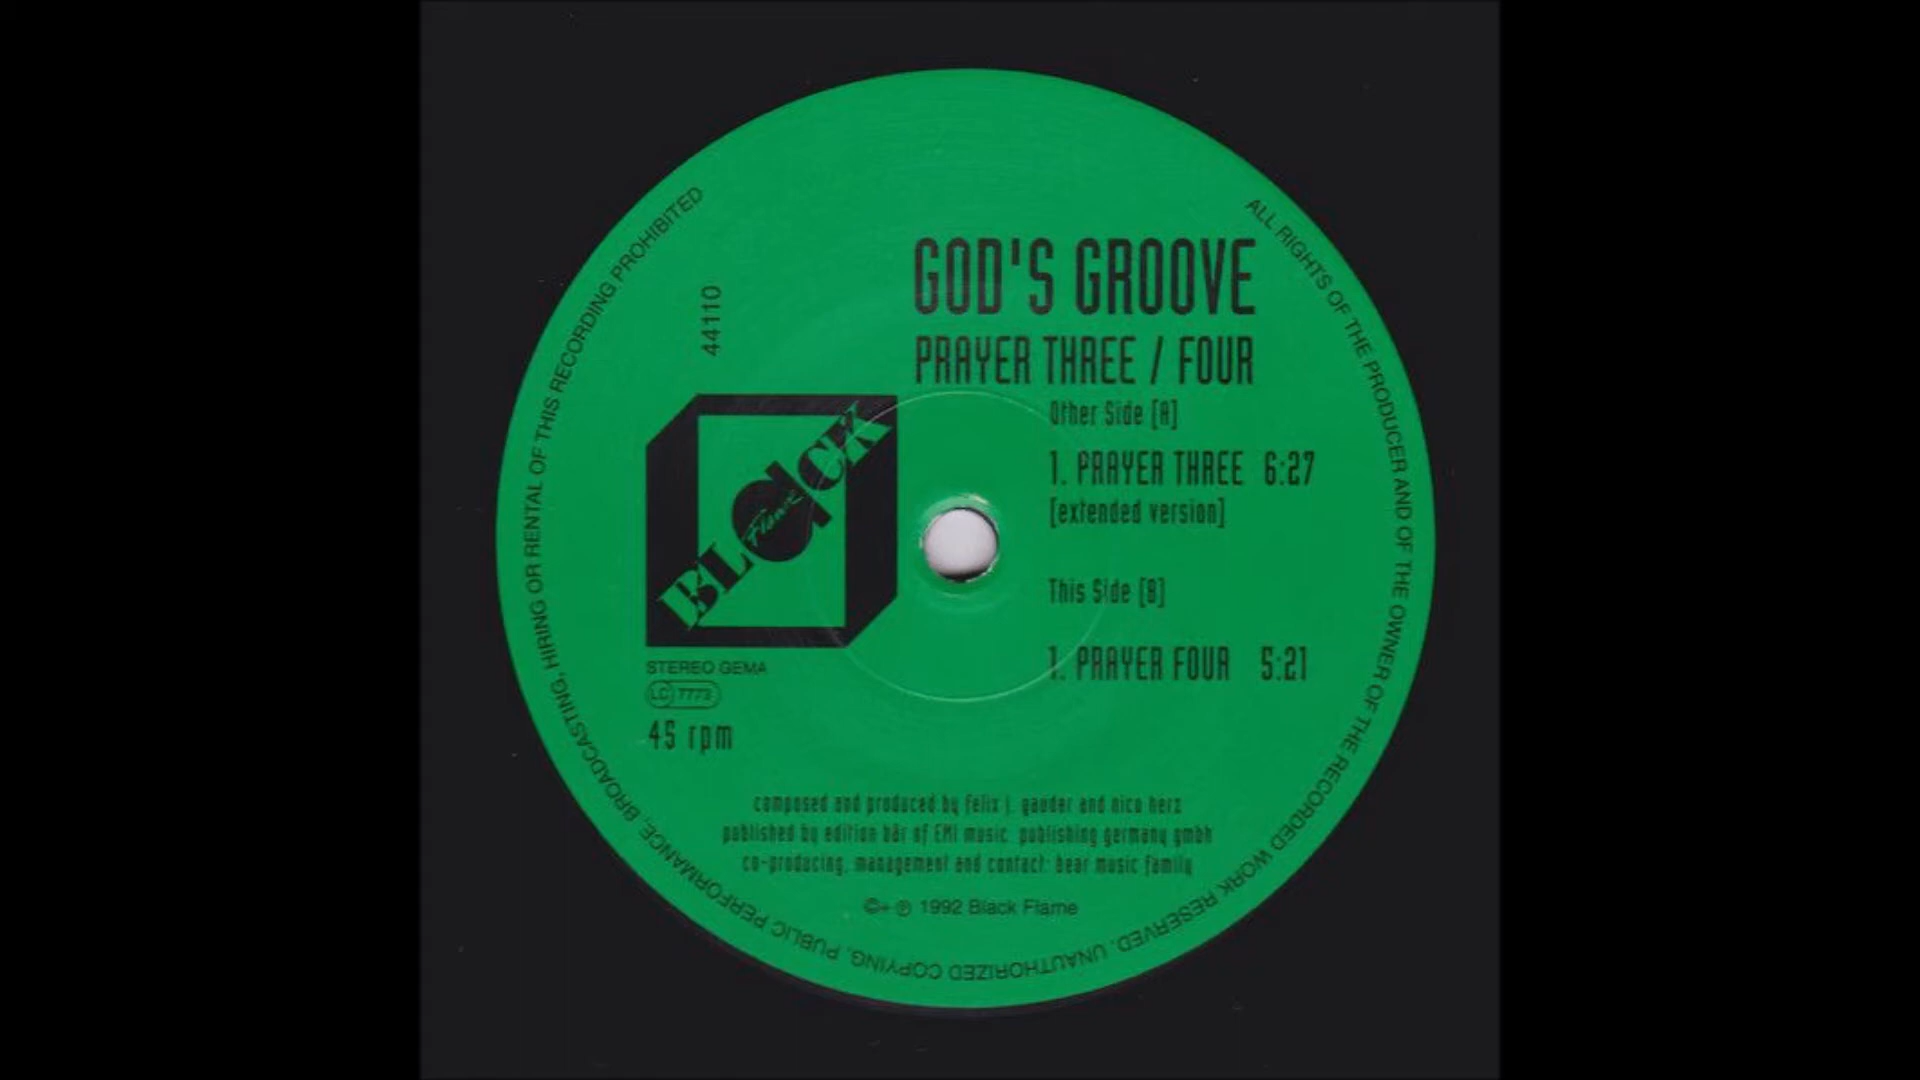 GOD'S GROOVE
PRAYER THREE / FOUR
Other Side [A]
1. PRAYER THREE 6:27
[extended version]
This Side [B]
1. PRAYER FOUR 5:21
44110
BLACK
Flame
STEREO GEMA
LC 7773
45 rpm
composed and produced by felix j. gauder and nico herz
published by edition bär of EMI music publishing germany gmbh
co-producing, management and contact: bear music family
©+℗ 1992 Black Flame
ALL RIGHTS OF THE PRODUCER AND OF THE OWNER OF THE RECORDED WORK RESERVED. UNAUTHORIZED COPYING, PUBLIC PERFORMANCE, BROADCASTING, HIRING OR RENTAL OF THIS RECORDING PROHIBITED